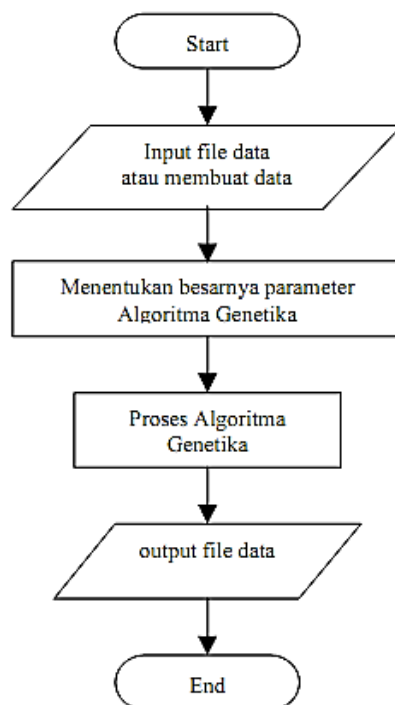 Start
Input file data
atau membuat data
Menentukan besarnya parameter
Algoritma Genetika
Proses Algoritma
Genetika
output file data
End